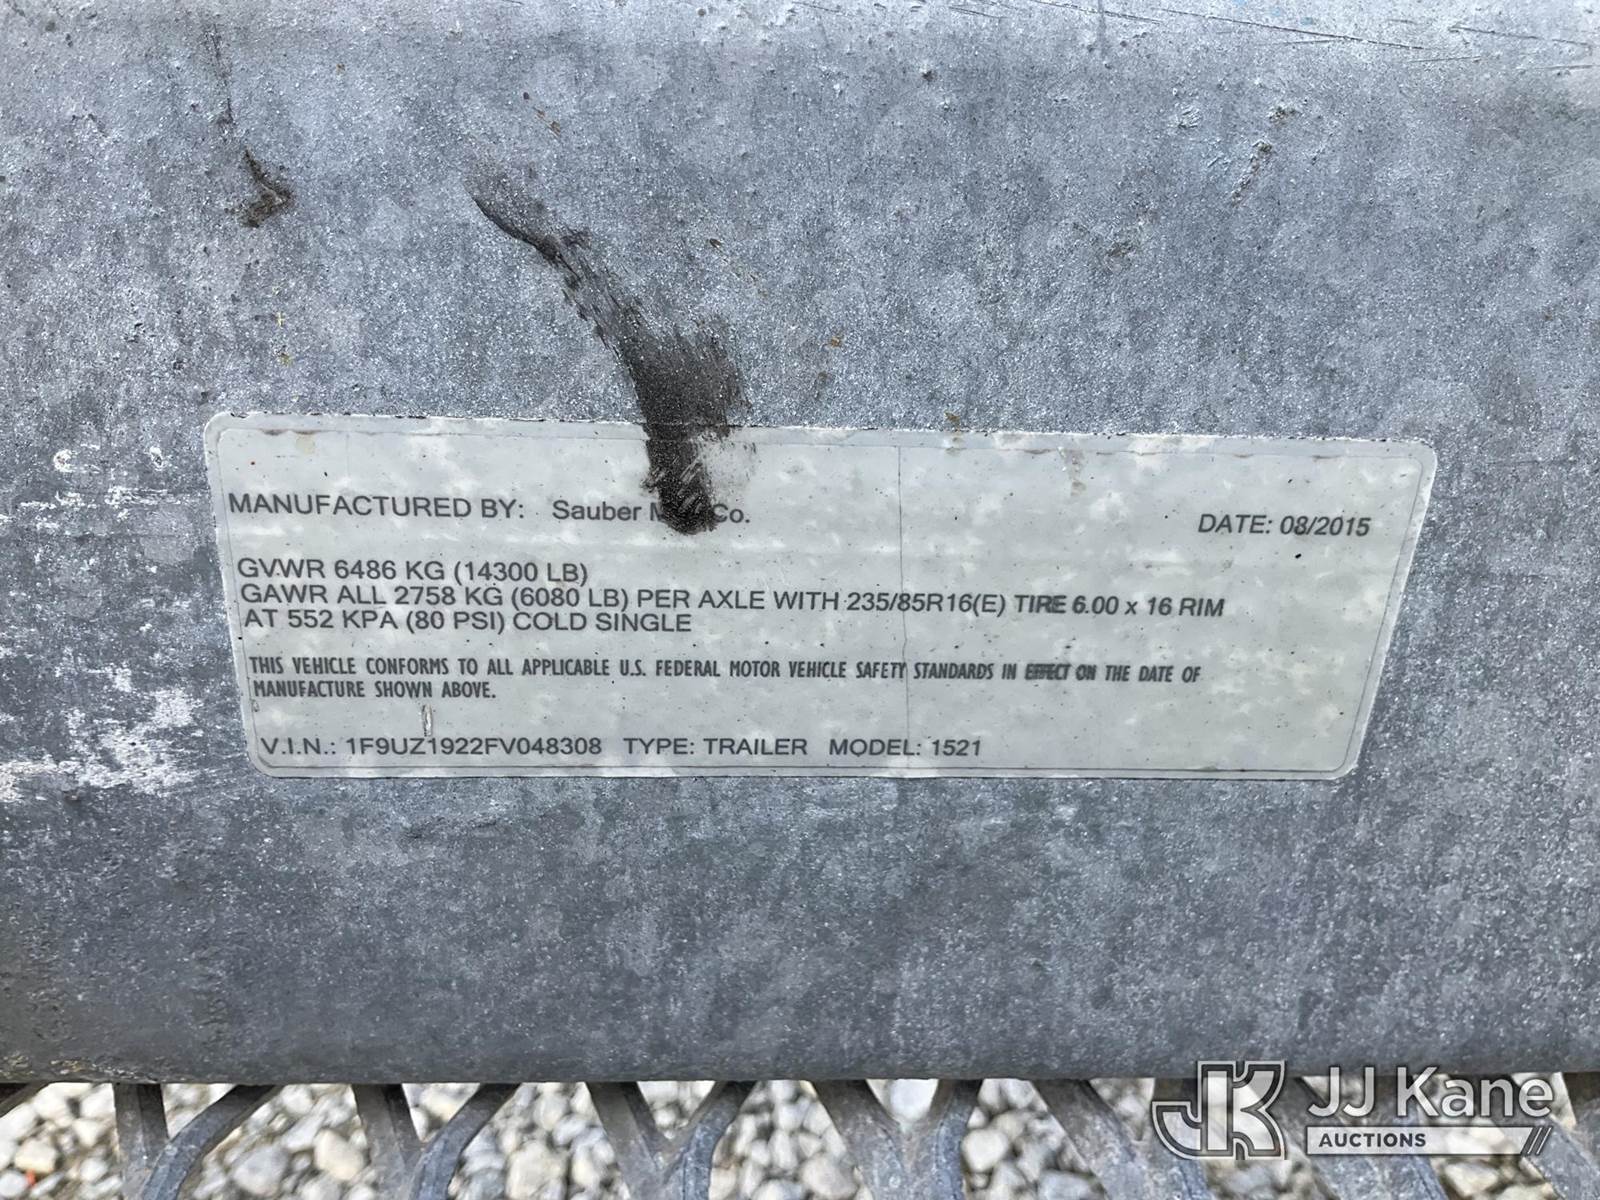 MANUFACTURED BY: Sauber Co.
DATE: 08/2015
GVWR 6486 KG (14300 LB)
GAWR ALL 2758 KG (6080 LB) PER AXLE WITH 235/85R16(E) TIRE 6.00 x 16 RIM
AT 552 KPA (80 PSI) COLD SINGLE
THIS VEHICLE CONFORMS TO ALL APPLICABLE U.S. FEDERAL MOTOR VEHICLE SAFETY STANDARDS IN EFFECT ON THE DATE OF
MANUFACTURE SHOWN ABOVE.
V.I.N.: 1F9UZ1922FV048308 TYPE: TRAILER MODEL: 1521
JK JJ Kane
AUCTIONS